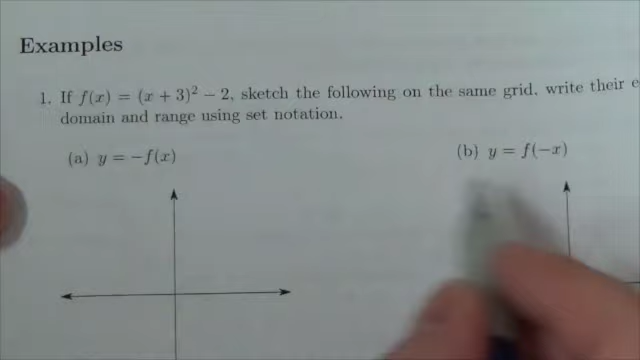 Examples
1. If f(x) = (x + 3)² − 2, sketch the following on the same grid, write their
domain and range using set notation.
(a) y = −f(x)
(b) y = f(−x)